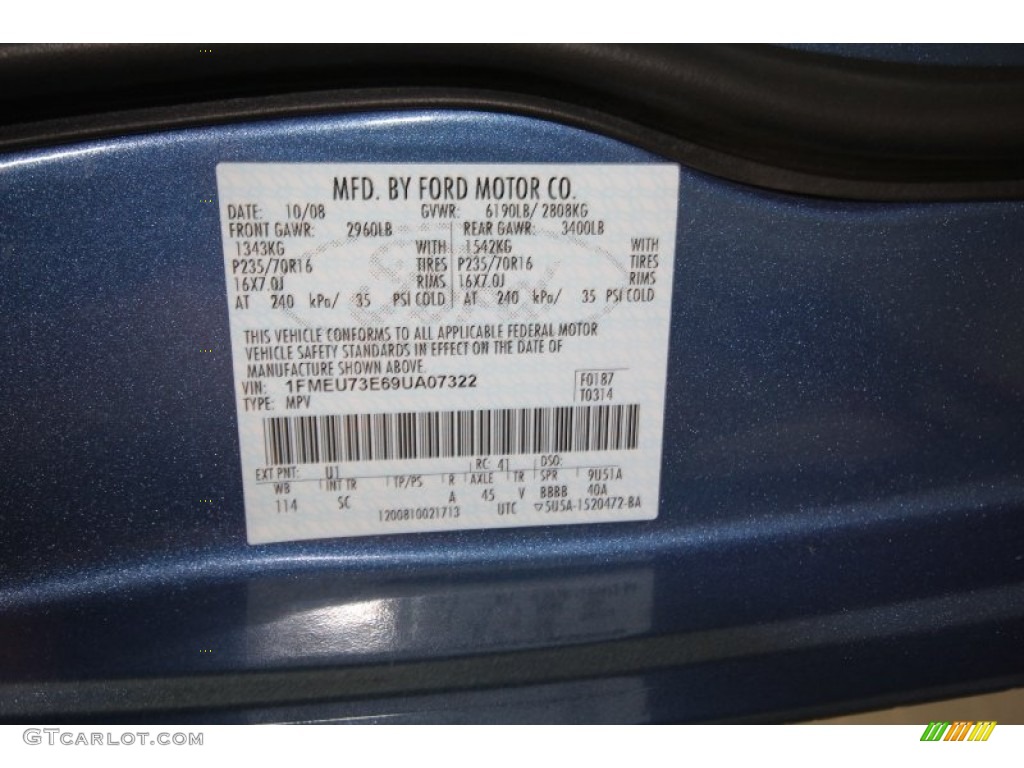 MFD. BY FORD MOTOR CO.
DATE: 10/08 GVWR: 6190LB/ 2808KG
FRONT GAWR: 2960LB REAR GAWR: 3400LB
1343KG WITH 1542KG WITH
P235/70R16 TIRES P235/70R16 TIRES
16X7.0J RIMS 16X7.0J RIMS
AT 240 kPa/ 35 PSI COLD AT 240 kPa/ 35 PSI COLD
THIS VEHICLE CONFORMS TO ALL APPLICABLE FEDERAL MOTOR
VEHICLE SAFETY STANDARDS IN EFFECT ON THE DATE OF
MANUFACTURE SHOWN ABOVE.
VIN: 1FMEU73E69UA07322 F0187
TYPE: MPV T0314
EXT PNT: U1 RC: 41 DSO:
WB INT TR TP/PS R AXLE TR SPR 9U51A
114 SC A 45 V BBBB 40A
1200810021713 UTC ▽5U5A-1520472-BA
GTCARLOT.COM